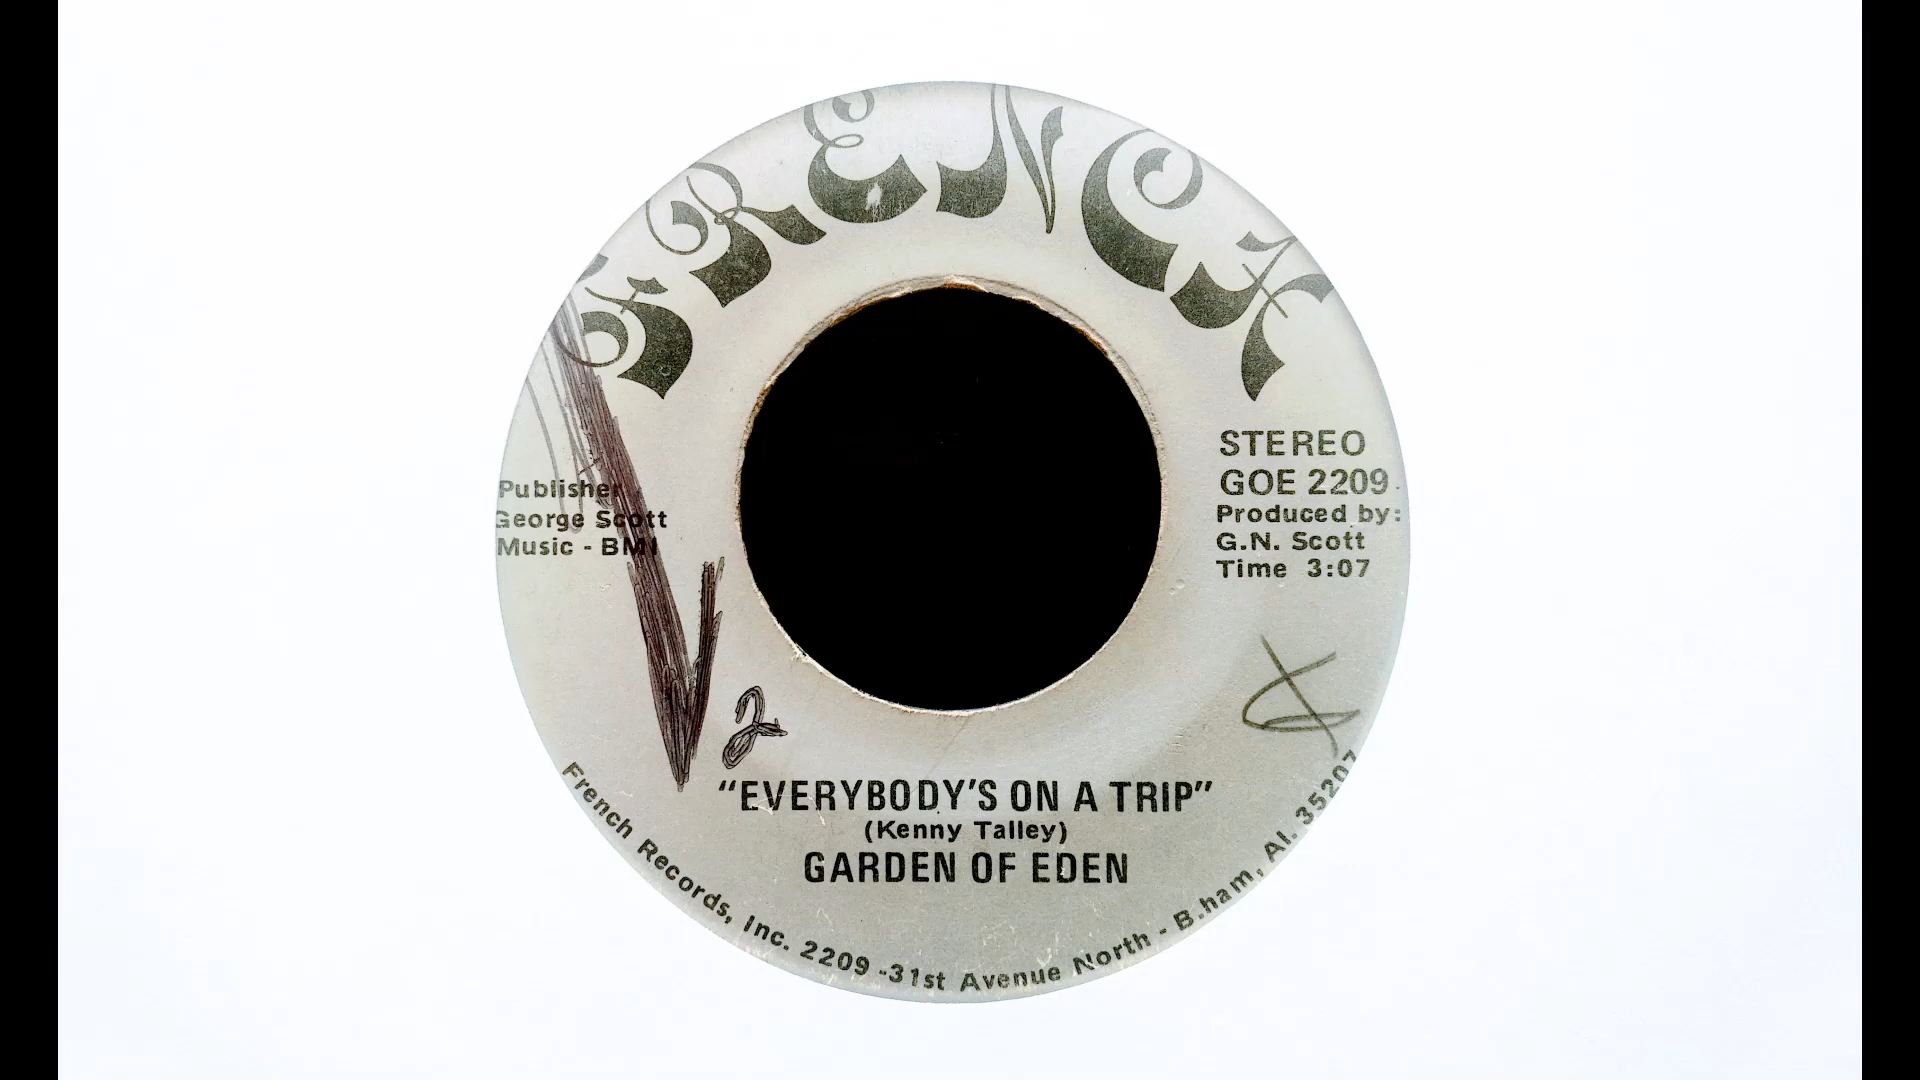 FRENCH
STEREO
GOE 2209
Produced by:
G.N. Scott
Time 3:07
Publisher
George Scott
Music - BMI
2
"EVERYBODY'S ON A TRIP"
(Kenny Talley)
GARDEN OF EDEN
French Records, Inc. 2209 -31st Avenue North - B.ham, Al. 35207